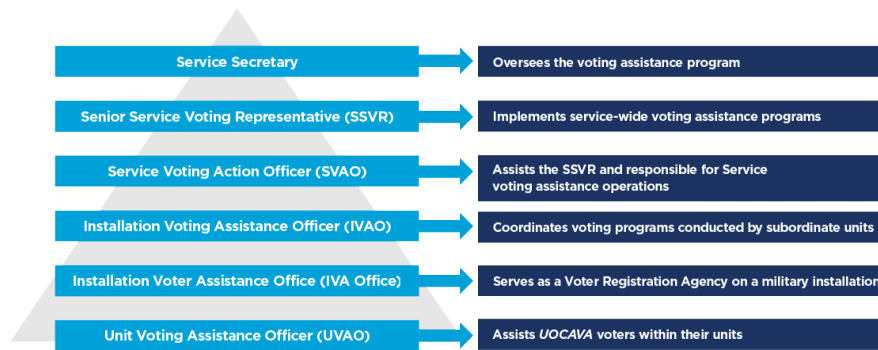 Service Secretary
Oversees the voting assistance program
Senior Service Voting Representative (SSVR)
Implements service-wide voting assistance programs
Service Voting Action Officer (SVAO)
Assists the SSVR and responsible for Service
voting assistance operations
Installation Voting Assistance Officer (IVAO)
Coordinates voting programs conducted by subordinate units
Installation Voter Assistance Office (IVA Office)
Serves as a Voter Registration Agency on a military installation
Unit Voting Assistance Officer (UVAO)
Assists UOCAVA voters within their units